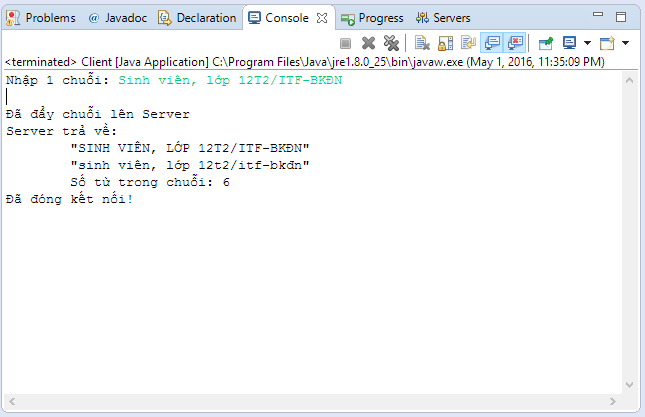 Problems @ Javadoc Declaration Console Progress Servers
<terminated> Client [Java Application] C:\Program Files\Java\jre1.8.0_25\bin\javaw.exe (May 1, 2016, 11:35:09 PM)
Nhập 1 chuỗi: Sinh viên, lớp 12T2/ITF-BKĐN
Đã đẩy chuỗi lên Server
Server trả về:
"SINH VIÊN, LỚP 12T2/ITF-BKĐN"
"sinh viên, lớp 12t2/itf-bkđn"
Số từ trong chuỗi: 6
Đã đóng kết nối!